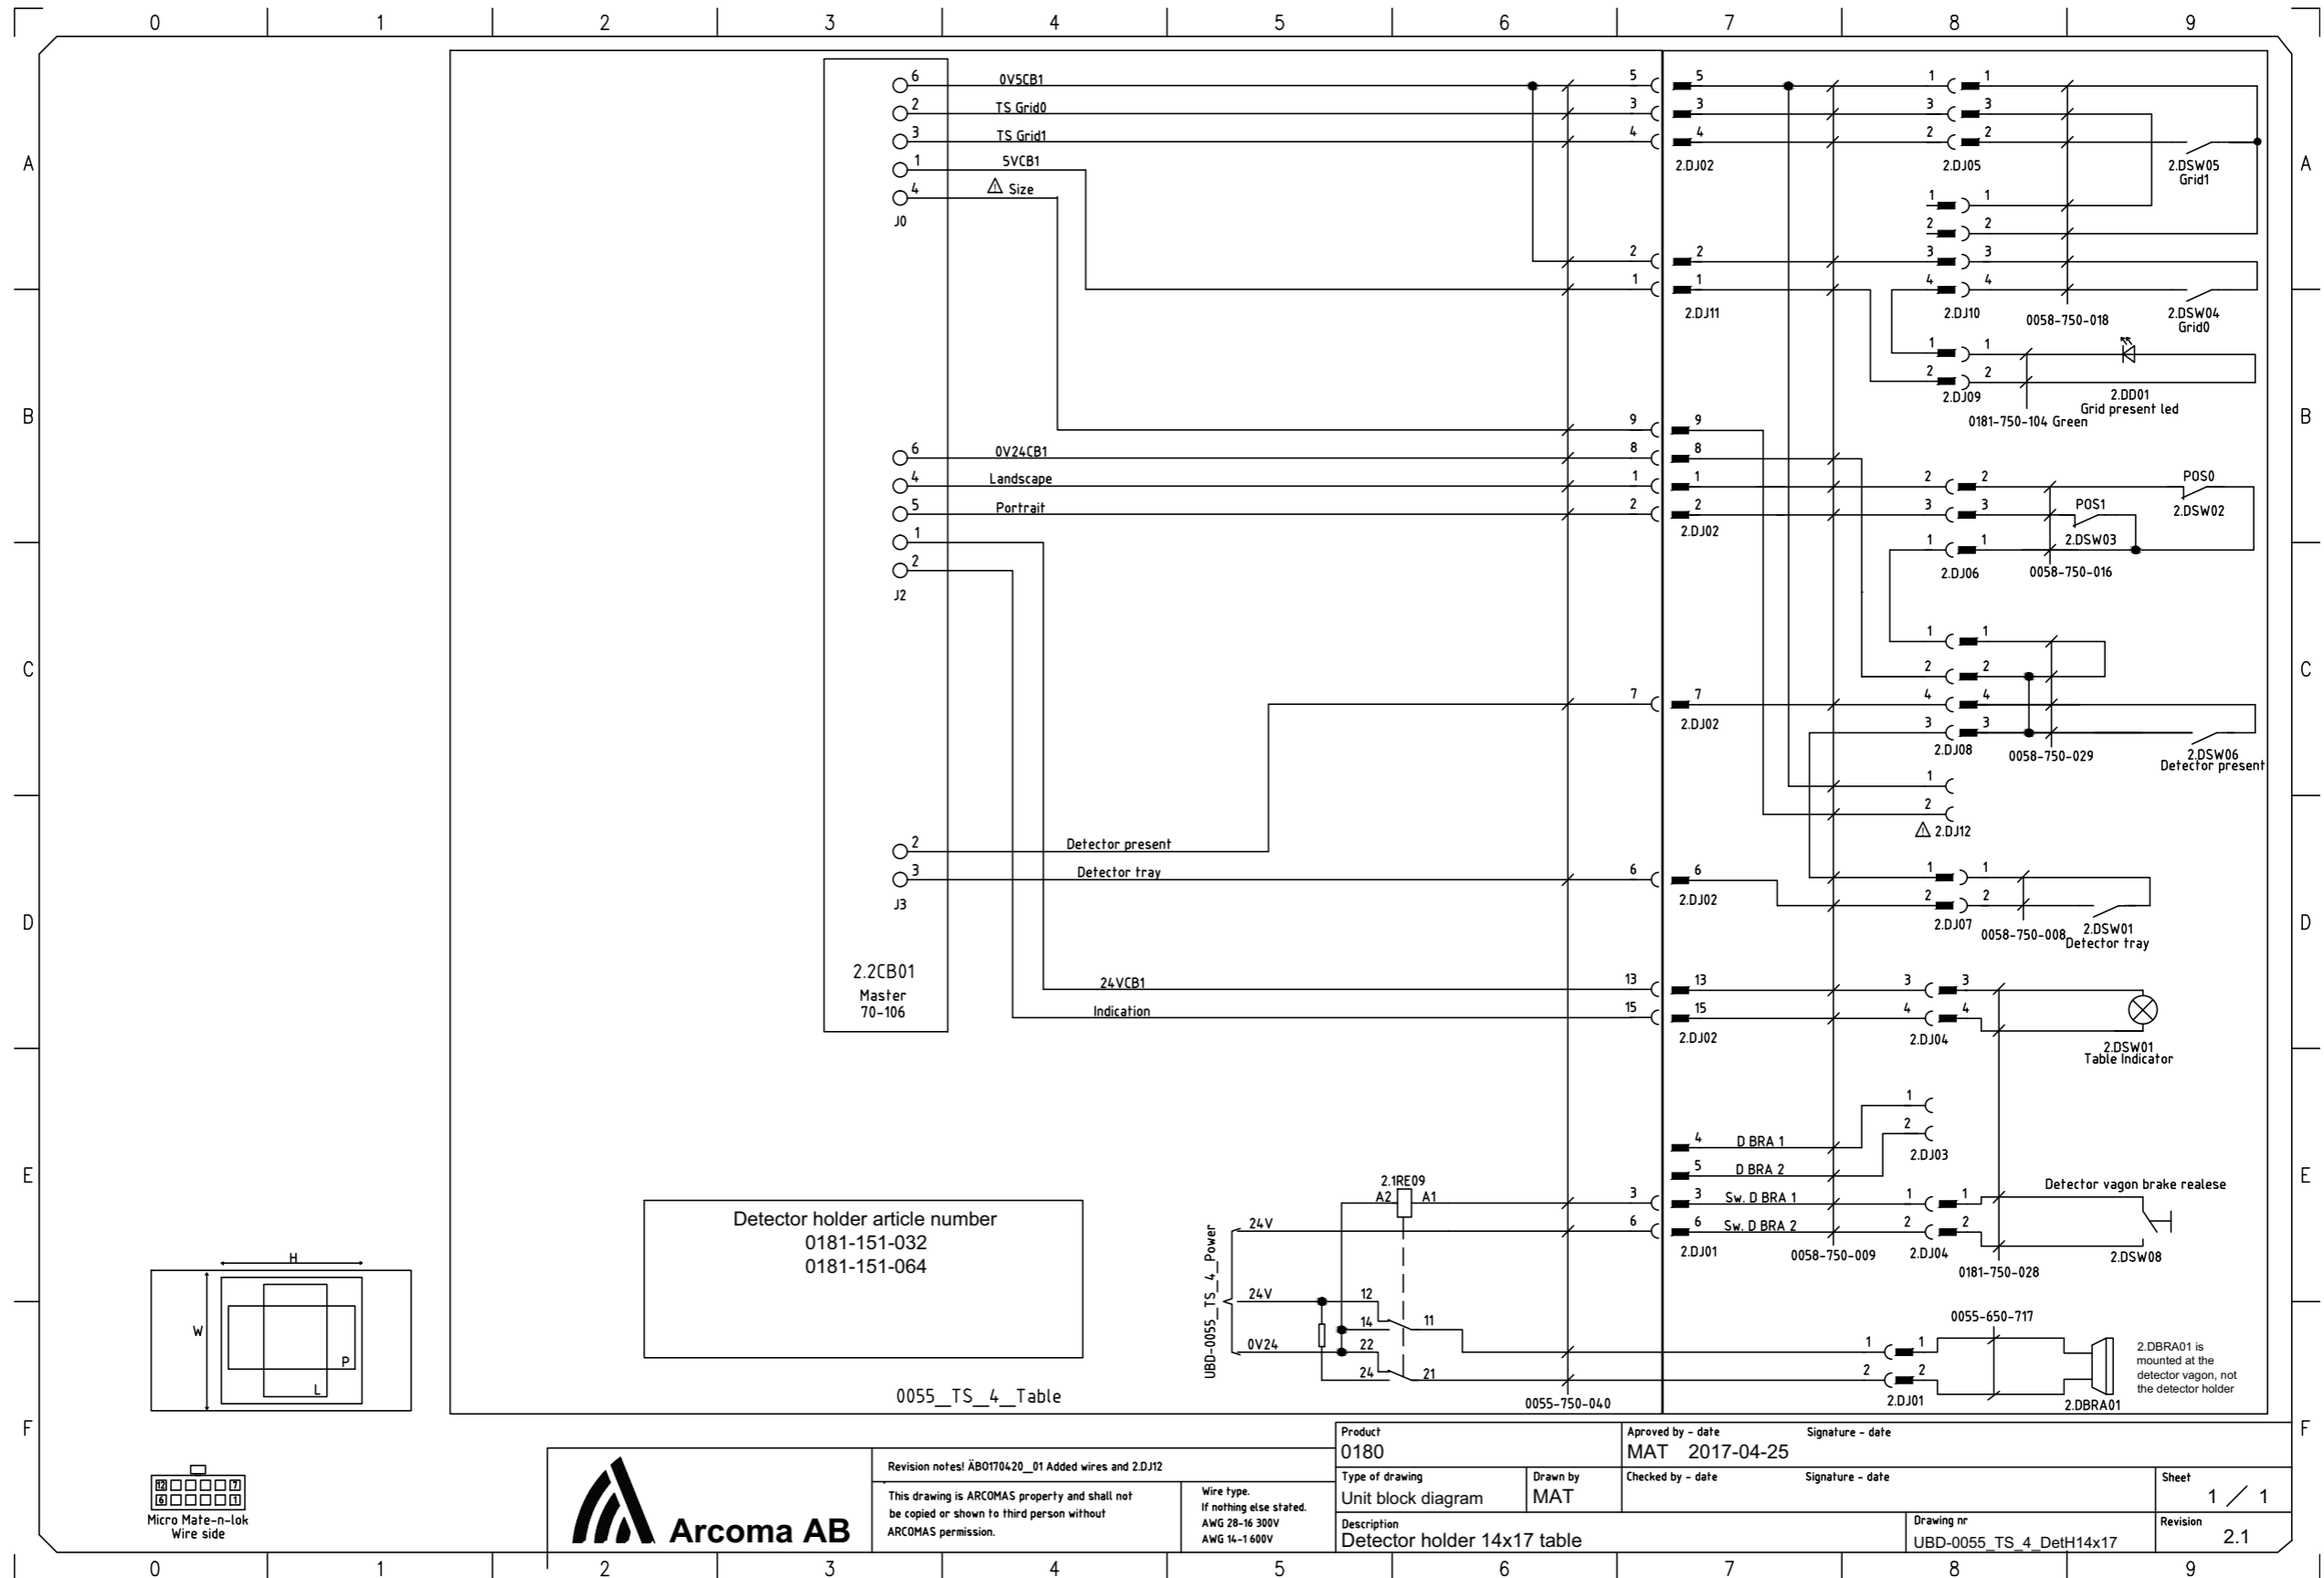 0 1 2 3 4 5 6 7 8 9
6 0V5CB1 5 5 1 1
2 TS Grid0 3 3 3 3
3 TS Grid1 4 4 2 2
2.DJ02 2.DJ05 2.DSW05
Grid1
A A
1 5VCB1
4 ⚠ Size
J0
1 1
2 2
2 2 3 3
1 1 4 4
2.DJ11 2.DJ10 0058-750-018 2.DSW04
Grid0
1 1
2 2
2.DJ09 2.DD01
Grid present led
0181-750-104 Green
B B
9 9
6 0V24CB1 8 8
4 Landscape 1 1 2 2 POS0
5 Portrait 2 2 3 3 POS1 2.DSW02
2.DJ02 2.DSW03
1 1 1
2.DJ06 0058-750-016
2
J2
1 1
2 2
C C
7 7 4 4
2.DJ02 3 3
2.DJ08 0058-750-029 2.DSW06
Detector present
1
2
⚠ 2.DJ12
2 Detector present
3 Detector tray 6 6 1 1
J3 2.DJ02 2 2
2.DJ07 0058-750-008 2.DSW01
Detector tray
D D
2.2CB01
Master
70-106
24VCB1 13 13 3 3
Indication 15 15 4 4
2.DJ02 2.DJ04 2.DSW01
Table Indicator
1
2
2.DJ03
4 D BRA 1
5 D BRA 2
E E
2.1RE09
A2 A1 3 3 Sw. D BRA 1 1 1 Detector vagon brake realese
24V 6 6 Sw. D BRA 2 2 2
2.DJ01 0058-750-009 2.DJ04 2.DSW08
0181-750-028
UBD-0055_TS_4_Power
24V 12
14 11
0V24 22
24 21
0055-650-717
1 1
2 2
2.DJ01 2.DBRA01
2.DBRA01 is
mounted at the
detector vagon, not
the detector holder
Detector holder article number
0181-151-032
0181-151-064
0055_TS_4_Table
0055-750-040
H
W
P
L
F F
12 7
6 1
Micro Mate-n-lok
Wire side
Arcoma AB
Revision notes! ÄBO170420_01 Added wires and 2.DJ12
This drawing is ARCOMAS property and shall not
be copied or shown to third person without
ARCOMAS permission.
Wire type.
If nothing else stated.
AWG 28-16 300V
AWG 14-1 600V
Product
0180
Aproved by - date Signature - date
MAT 2017-04-25
Type of drawing
Unit block diagram
Drawn by
MAT
Checked by - date Signature - date
Sheet
1 / 1
Description
Detector holder 14x17 table
Drawing nr
UBD-0055_TS_4_DetH14x17
Revision
2.1
0 1 2 3 4 5 6 7 8 9